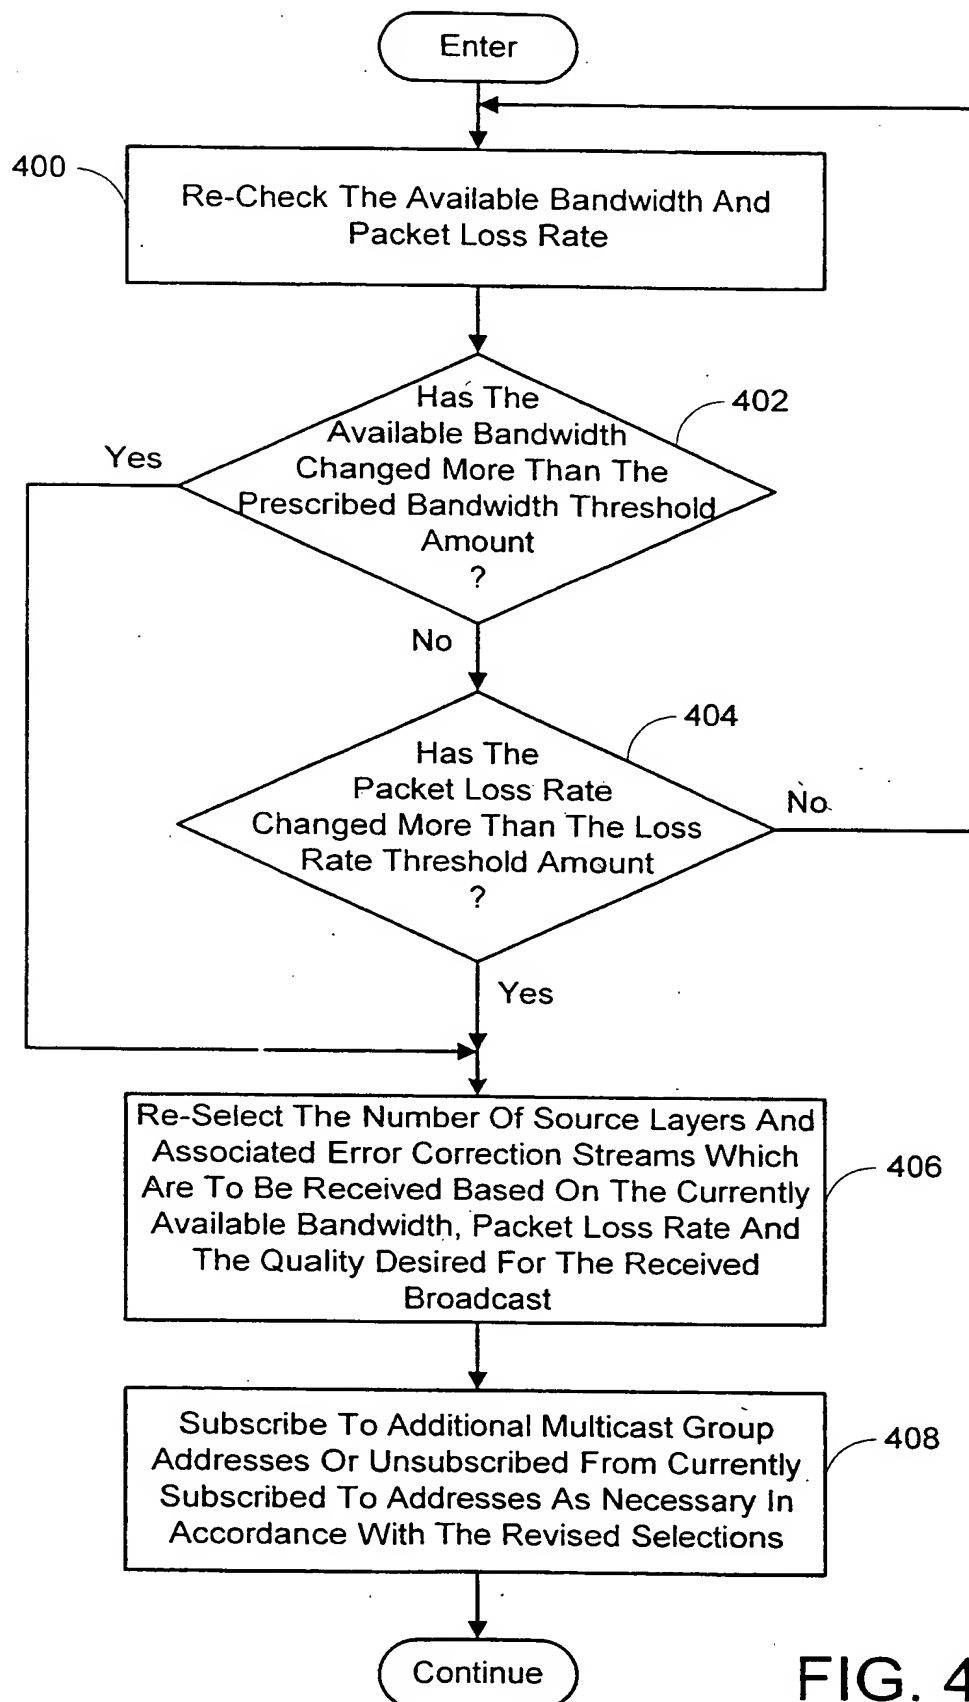 Enter
400
Re-Check The Available Bandwidth And
Packet Loss Rate
402
Has The
Available Bandwidth
Changed More Than The
Prescribed Bandwidth Threshold
Amount
?
Yes
No
404
Has The
Packet Loss Rate
Changed More Than The Loss
Rate Threshold Amount
?
No
Yes
Re-Select The Number Of Source Layers And
Associated Error Correction Streams Which
Are To Be Received Based On The Currently
Available Bandwidth, Packet Loss Rate And
The Quality Desired For The Received
Broadcast
406
Subscribe To Additional Multicast Group
Addresses Or Unsubscribed From Currently
Subscribed To Addresses As Necessary In
Accordance With The Revised Selections
408
Continue
FIG. 4